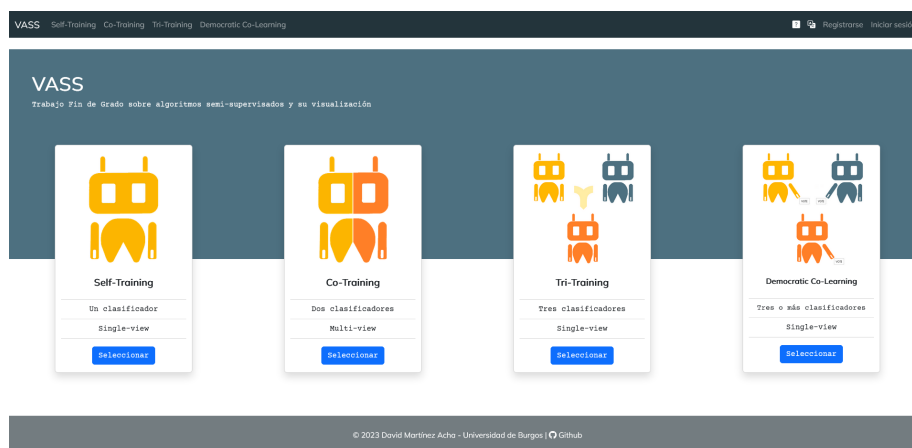 VASS Self-Training Co-Training Tri-Training Democratic Co-Learning Registrarse Iniciar sesió
VASS
Trabajo Fin de Grado sobre algoritmos semi-supervisados y su visualización
Self-Training
Un clasificador
Single-view
Seleccionar
Co-Training
Dos clasificadores
Multi-view
Seleccionar
Tri-Training
Tres clasificadores
Single-view
Seleccionar
Democratic Co-Learning
Tres o más clasificadores
Single-view
Seleccionar
© 2023 David Martínez Acha - Universidad de Burgos | Github